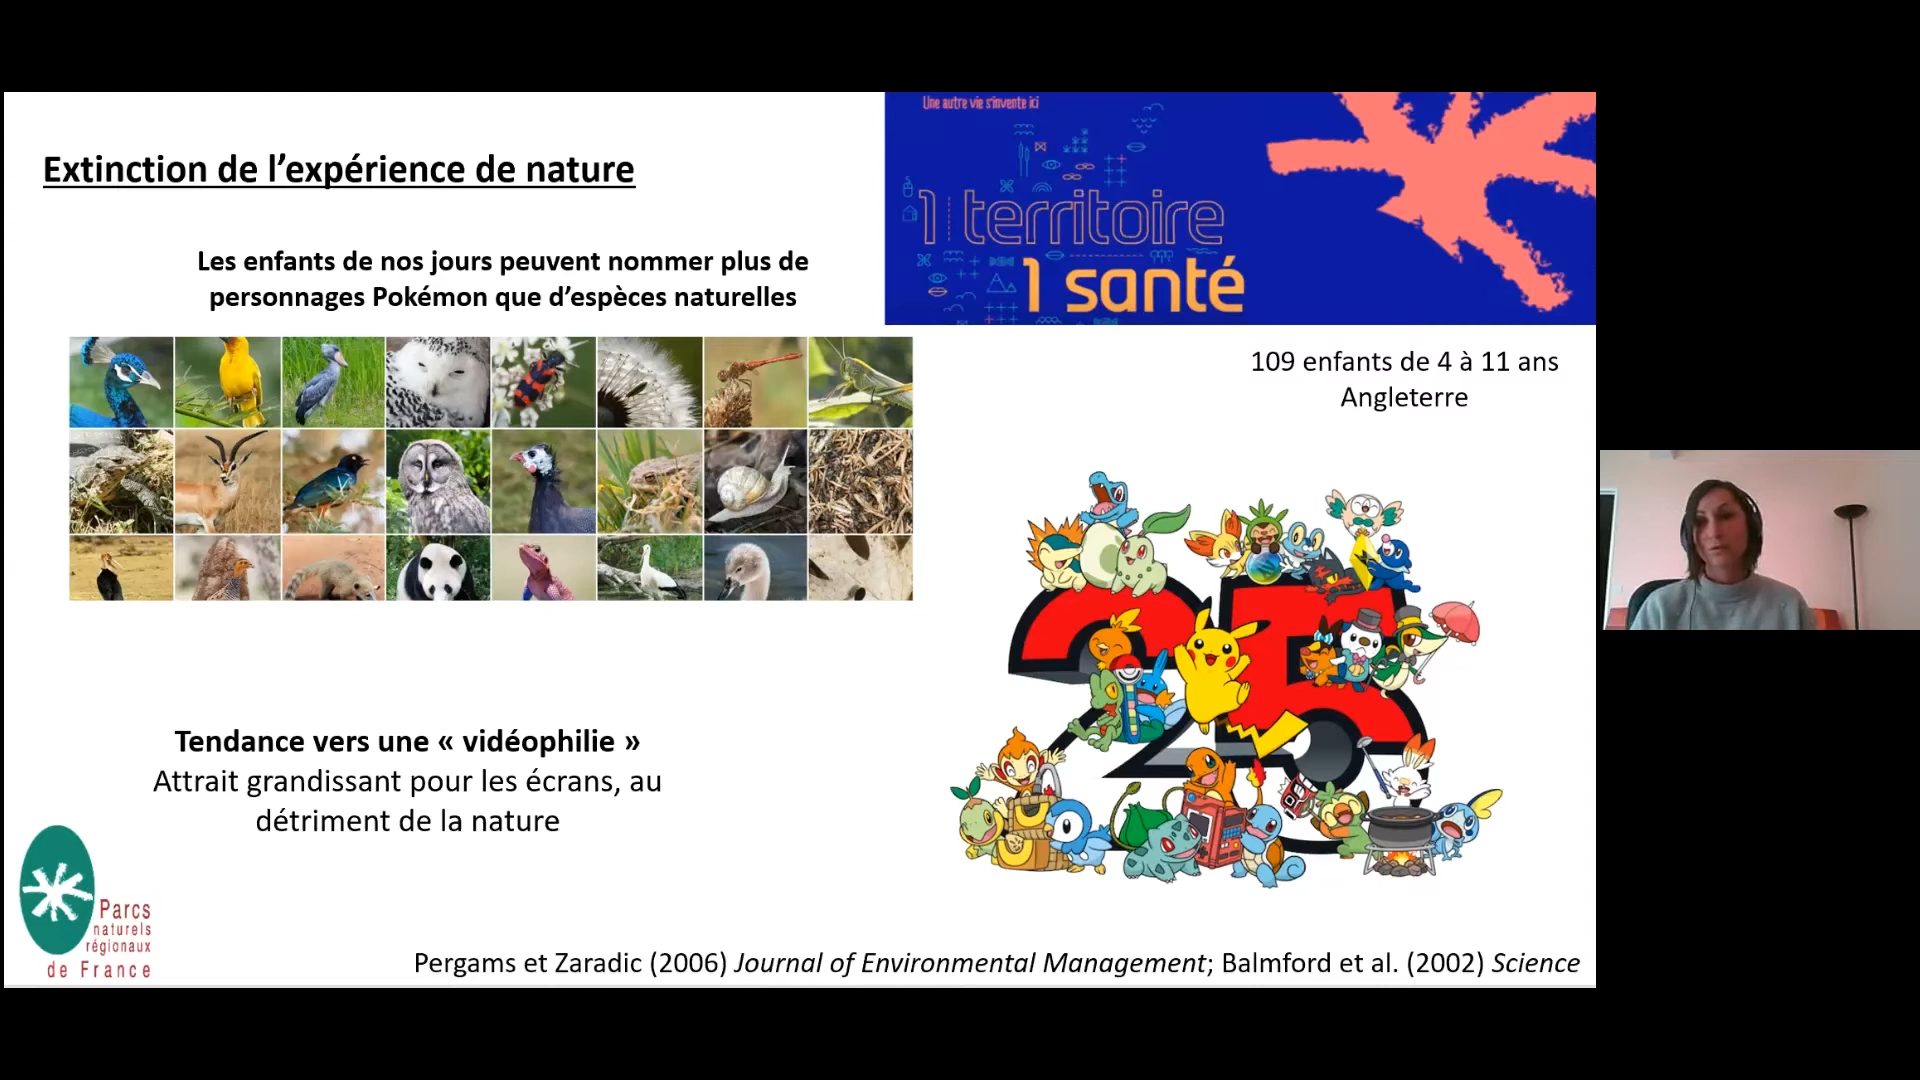 Une autre vie s'invente ici
1 territoire
1 santé
Extinction de l'expérience de nature
Les enfants de nos jours peuvent nommer plus de
personnages Pokémon que d'espèces naturelles
109 enfants de 4 à 11 ans
Angleterre
25
Tendance vers une « vidéophilie »
Attrait grandissant pour les écrans, au
détriment de la nature
Parcs
naturels
régionaux
de France
Pergams et Zaradic (2006) Journal of Environmental Management; Balmford et al. (2002) Science